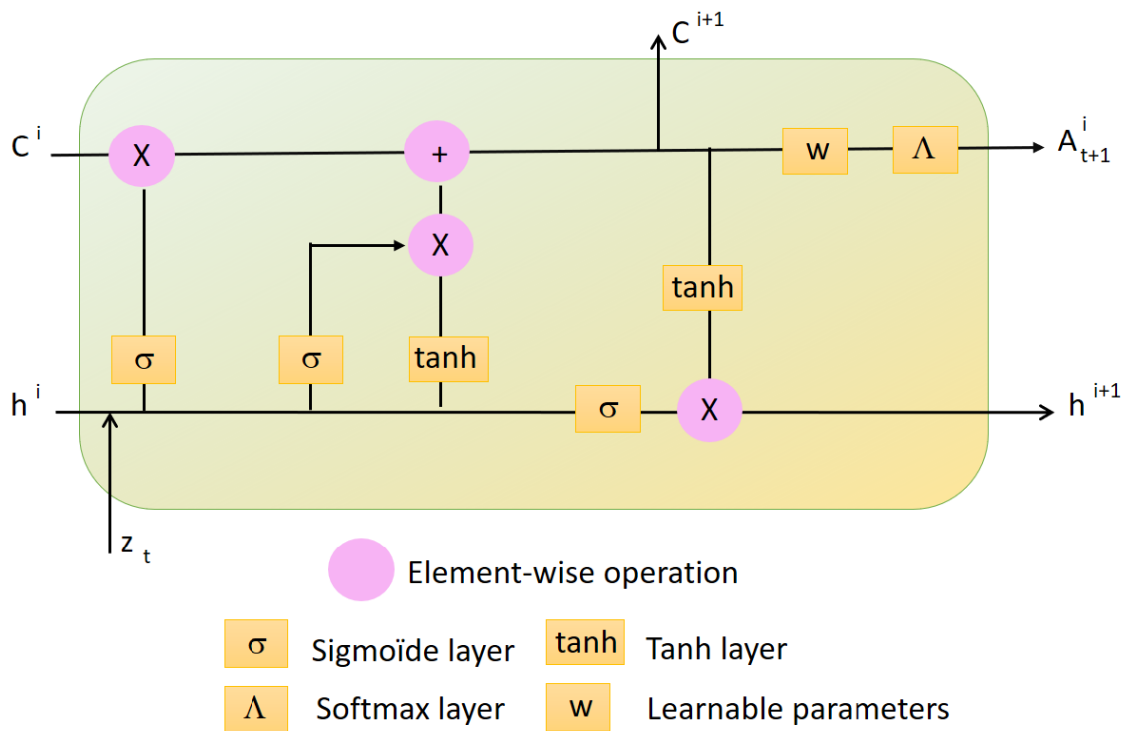 C i+1
C i
X
+
w
Λ
A i t+1
X
tanh
σ
σ
tanh
h i
σ
X
h i+1
z t
Element-wise operation
σ Sigmoïde layer
tanh Tanh layer
Λ Softmax layer
w Learnable parameters